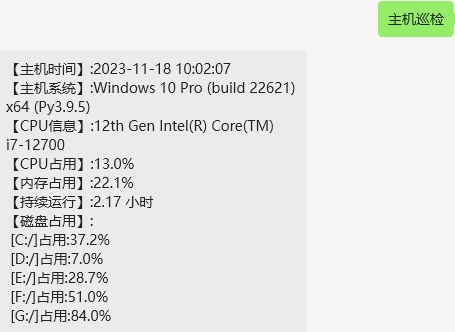 主机巡检
【主机时间】:2023-11-18 10:02:07
【主机系统】:Windows 10 Pro (build 22621)
x64 (Py3.9.5)
【CPU信息】:12th Gen Intel(R) Core(TM)
i7-12700
【CPU占用】:13.0%
【内存占用】:22.1%
【持续运行】:2.17 小时
【磁盘占用】:
[C:/]占用:37.2%
[D:/]占用:7.0%
[E:/]占用:28.7%
[F:/]占用:51.0%
[G:/]占用:84.0%